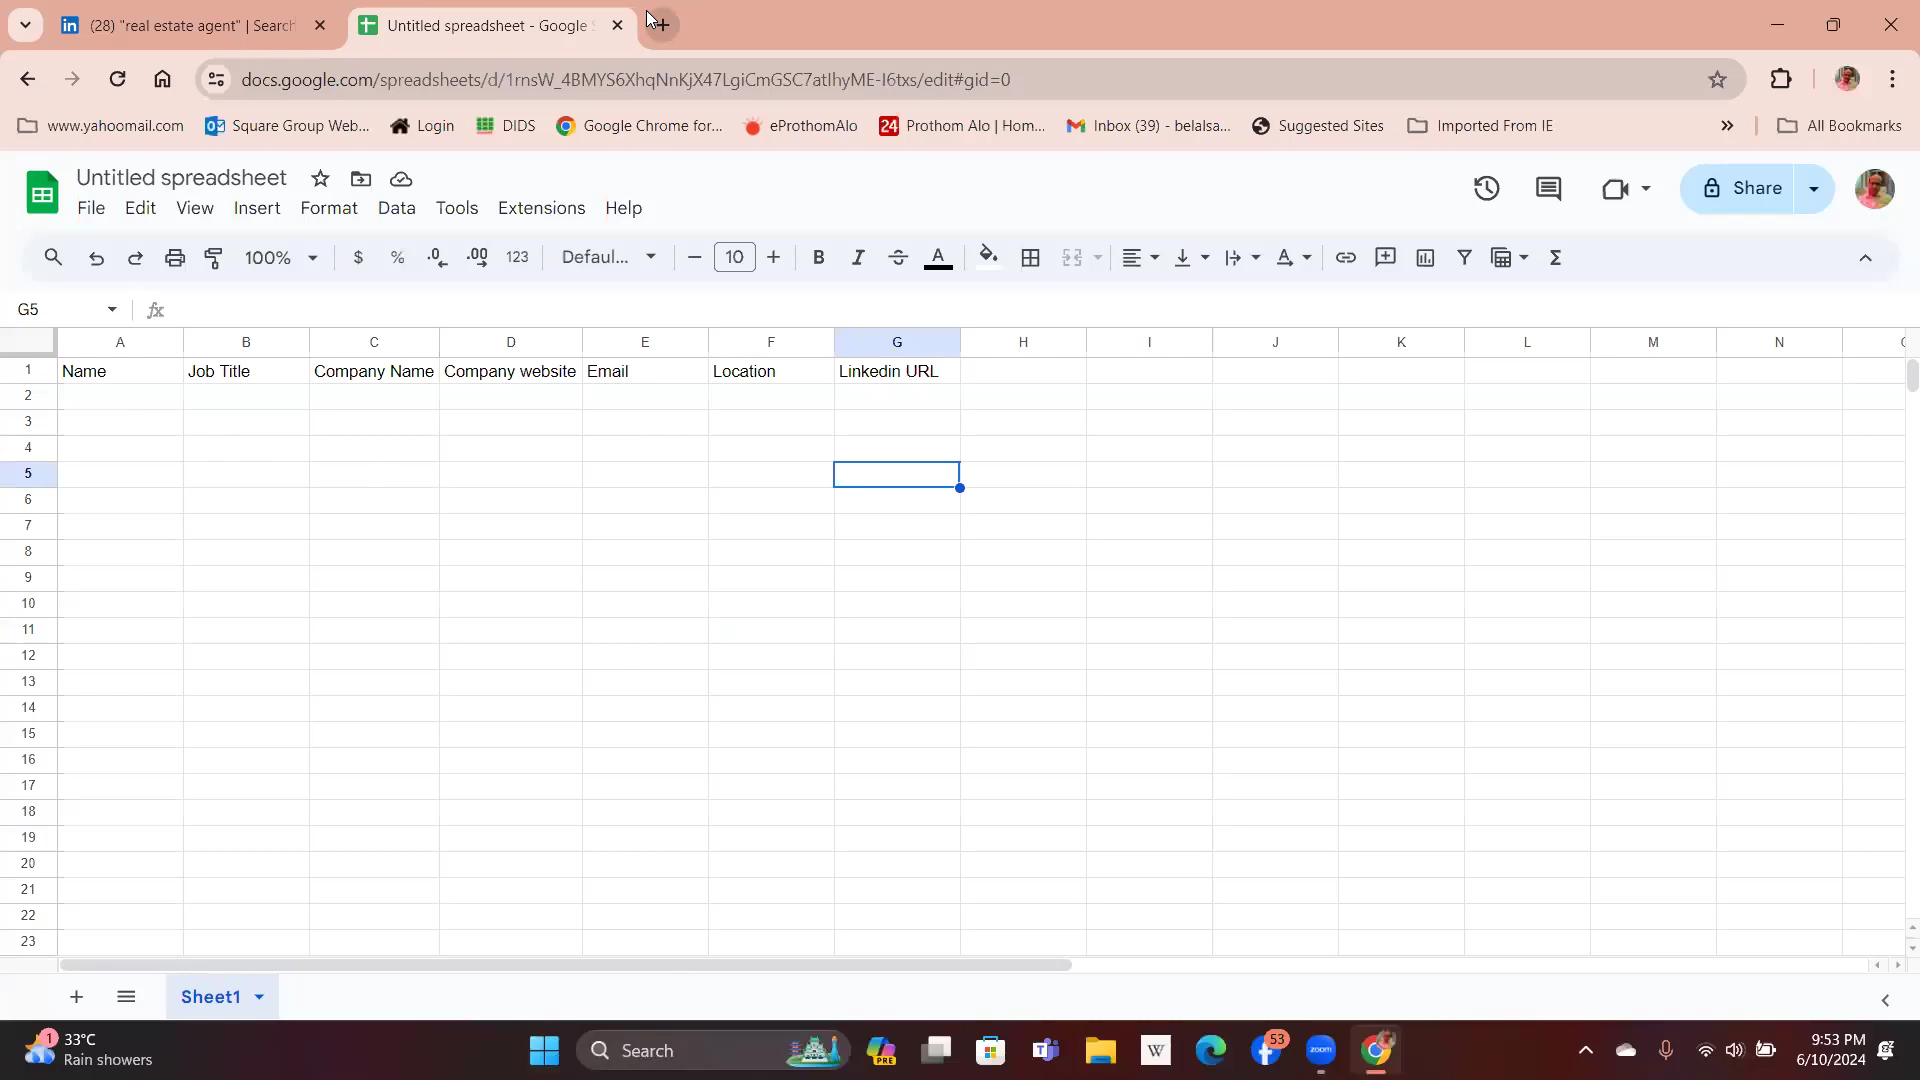 (28) "real estate agent" | Search
Untitled spreadsheet - Google S
docs.google.com/spreadsheets/d/1rnsW_4BMYS6XhqNnKjX47LgiCmGSC7atIhyME-I6txs/edit#gid=0
www.yahoomail.com Square Group Web... Login DIDS Google Chrome for... eProthomAlo 24 Prothom Alo | Hom... Inbox (39) - belalsa... Suggested Sites Imported From IE » All Bookmarks
Untitled spreadsheet
File Edit View Insert Format Data Tools Extensions Help
Share
100% $ % .0 .00 123 Defaul... 10 B I A Σ
G5 fx
A B C D E F G H I J K L M N
1 Name Job Title Company Name Company website Email Location Linkedin URL
2
3
4
5
6
7
8
9
10
11
12
13
14
15
16
17
18
19
20
21
22
23
Sheet1
1 33°C
Rain showers
Search
PRE
W
53
zoom
9:53 PM
6/10/2024